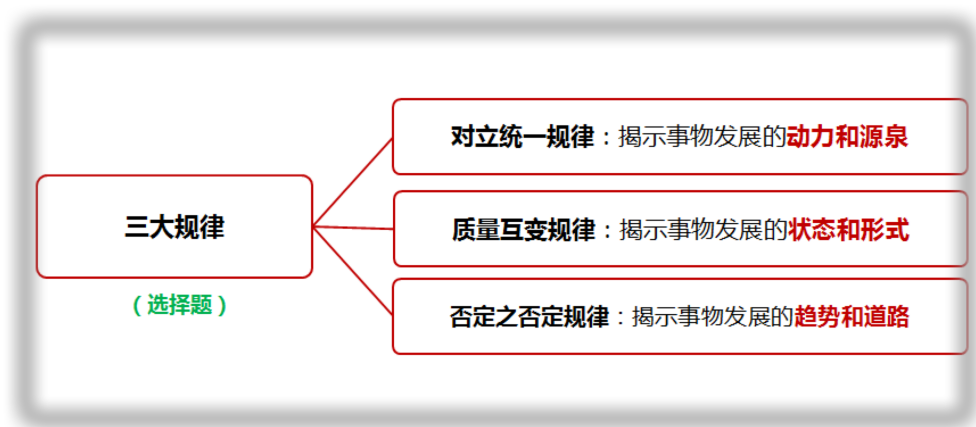 对立统一规律：揭示事物发展的动力和源泉
三大规律
质量互变规律：揭示事物发展的状态和形式
（选择题）
否定之否定规律：揭示事物发展的趋势和道路